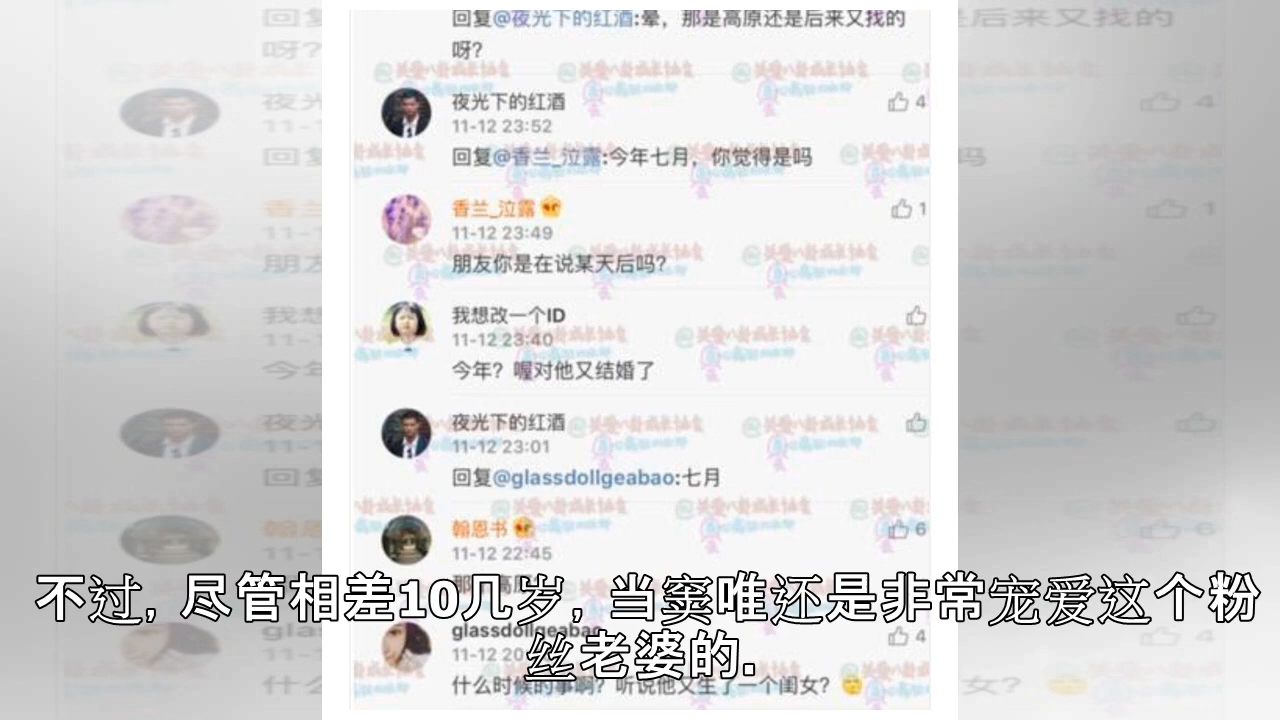 回复@夜光下的红酒:晕，那是高原还是后来又找的
呀？
夜光下的红酒
4
11-12 23:52
回复@香兰_泣露:今年七月，你觉得是吗
香兰_泣露
1
11-12 23:49
朋友你是在说某天后吗？
我想改一个ID
11-12 23:40
今年？喔对他又结婚了
夜光下的红酒
11-12 23:01
回复@glassdollgeabao:七月
翰恩书
6
11-12 22:45
不过, 尽管相差10几岁, 当窦唯还是非常宠爱这个粉
丝老婆的.
glassdollgeabao
4
11-12 20
什么时候的事啊？听说他又生了一个闺女？